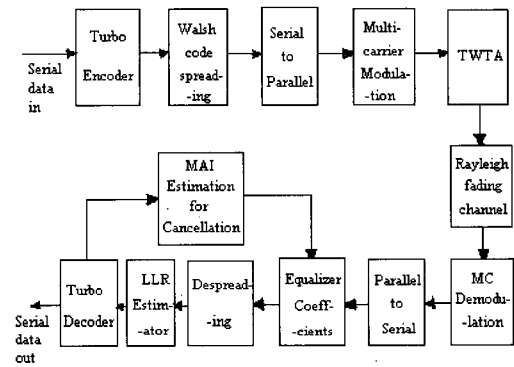 Turbo
Encoder
Walsh
code
spread-
-ing
Serial
to
Parallel
Multi-
carrier
Modula-
-tion
TWTA
Serial
data
in
Rayleigh
fading
channel
MAI
Estimation
for
Cancellation
MC
Demodu
-lation
Parallel
to
Serial
Equalizer
Coeff-
-cients
Despread-
-ing
LLR
Estim-
-ator
Turbo
Decoder
Serial
data
out